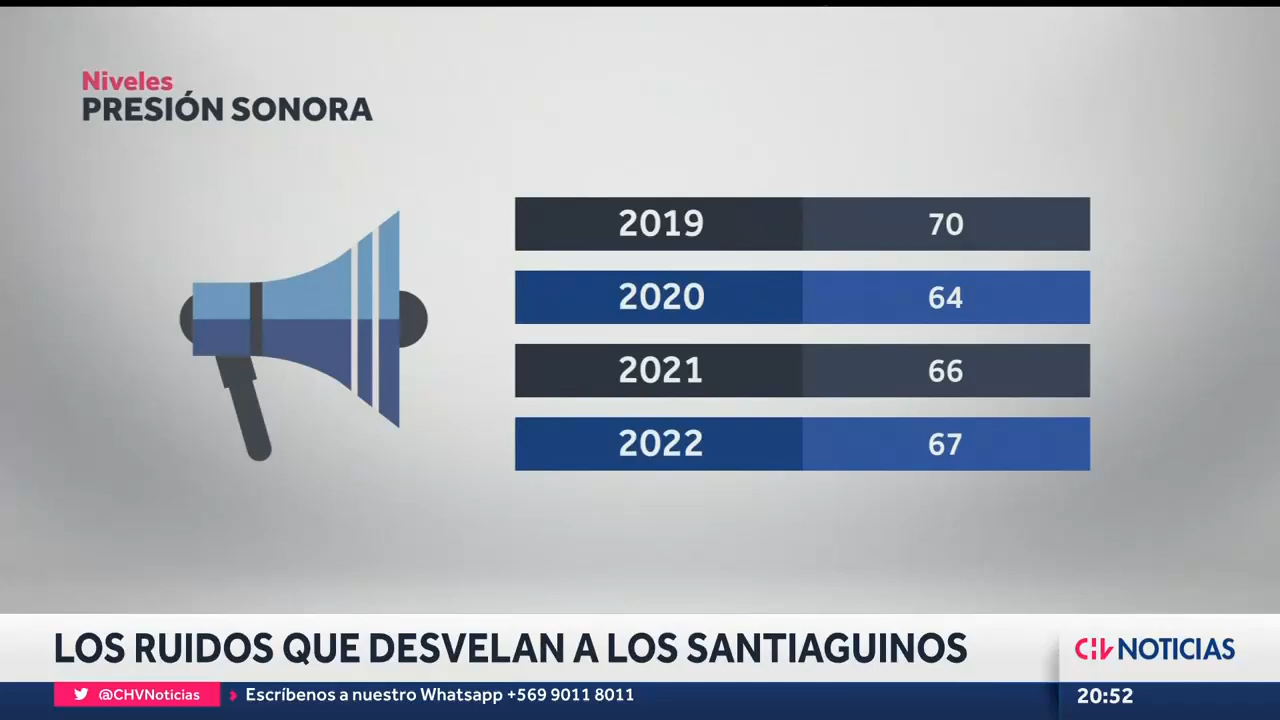 Niveles
PRESIÓN SONORA
2019 70
2020 64
2021 66
2022 67
LOS RUIDOS QUE DESVELAN A LOS SANTIAGUINOS
CHV NOTICIAS
@CHVNoticias
Escríbenos a nuestro Whatsapp +569 9011 8011
20:52